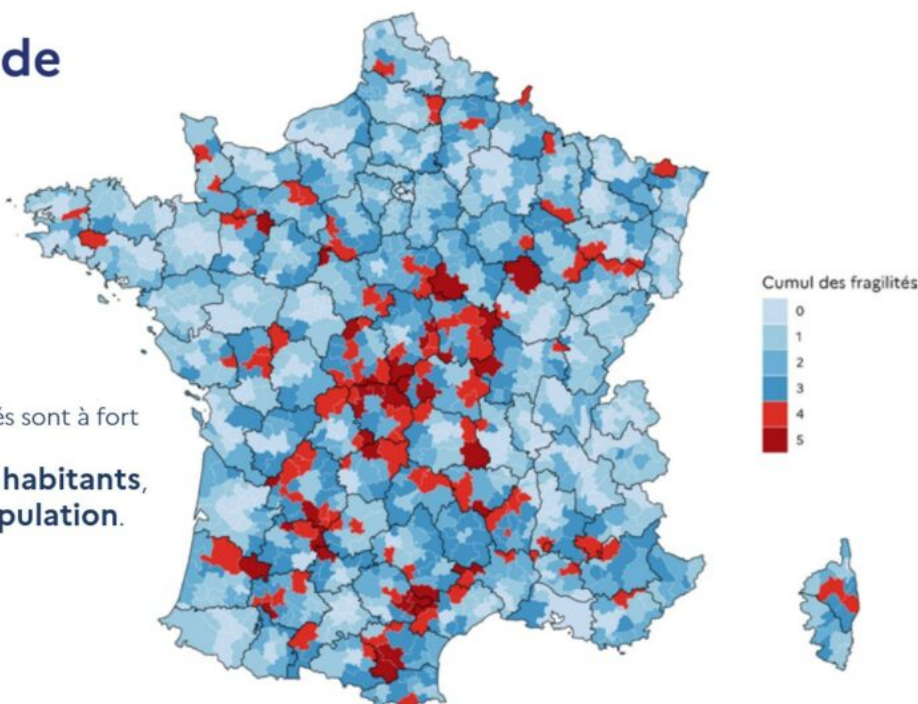 de
és sont à fort
habitants,
pulation.
Cumul des fragilités
0
1
2
3
4
5